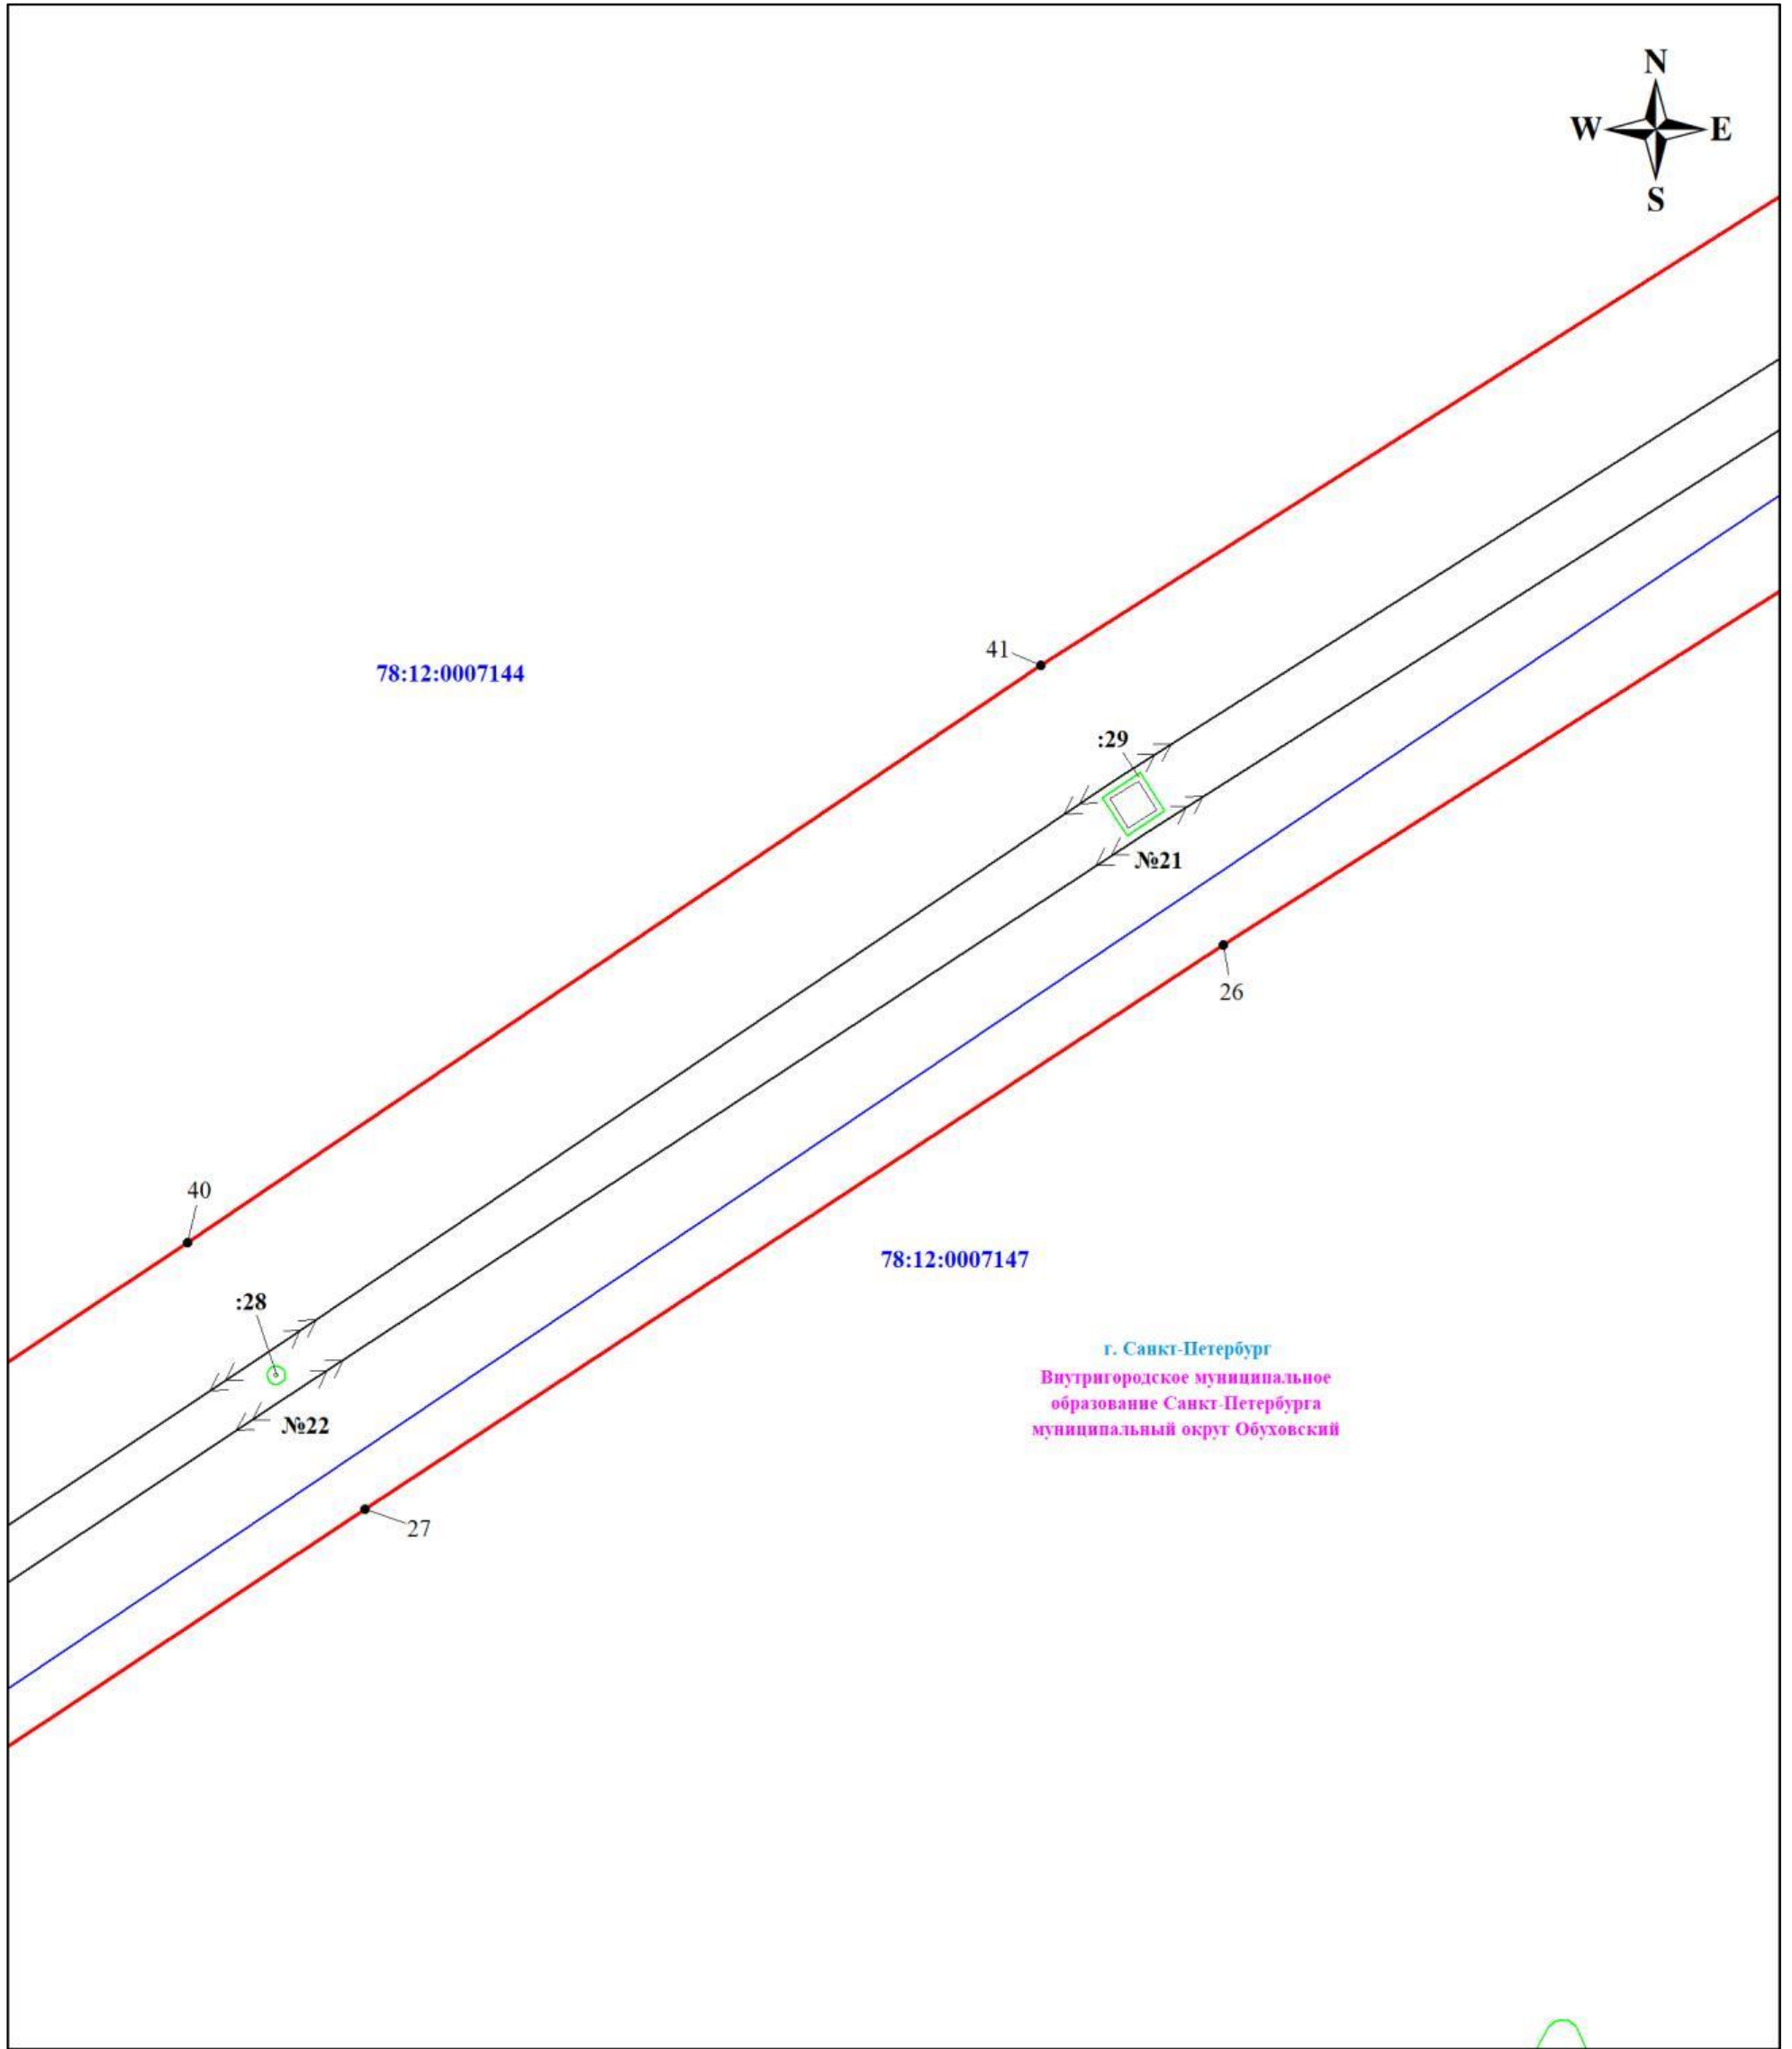 N
W E
S
41
78:12:0007144
:29
№21
26
40
78:12:0007147
:28
г. Санкт-Петербург
Внутригородское муниципальное
образование Санкт-Петербурга
муниципальный округ Обуховский
№22
27